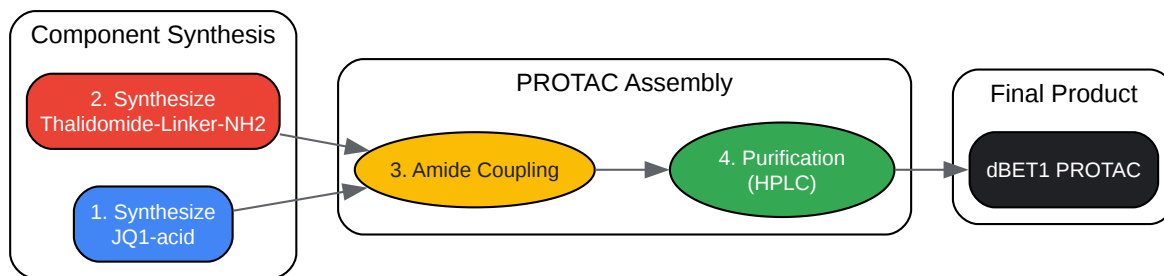 Component Synthesis
2. Synthesize
Thalidomide-Linker-NH2
1. Synthesize
JQ1-acid
PROTAC Assembly
3. Amide Coupling
4. Purification
(HPLC)
Final Product
dBET1 PROTAC